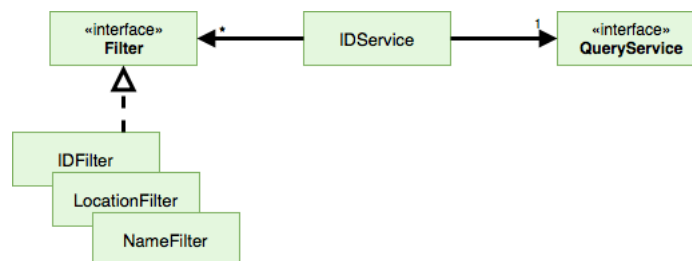 «interface»
Filter
*
IDService
1
«interface»
QueryService
IDFilter
LocationFilter
NameFilter